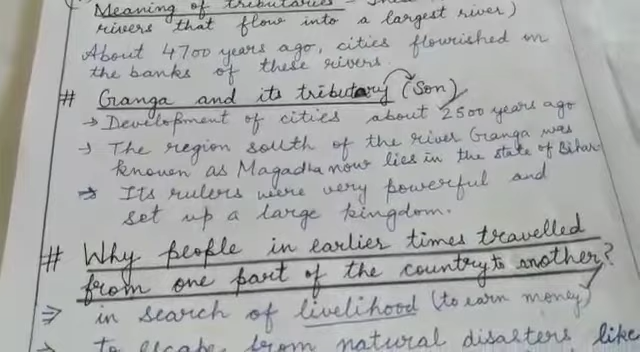 Meaning of tributaries -
rivers that flow into a largest river)
About 4700 years ago, cities flourished on
the banks of these rivers.
# Ganga and its tributary (Son)
→ Development of cities about 2500 years ago
→ The region south of the river Ganga was
known as Magadha now lies in the state of Bihar
→ Its rulers were very powerful and
set up a large kingdom.
# Why people in earlier times travelled
from one part of the country to another?
⇒ in search of livelihood (to earn money)
→ to escape from natural disasters like